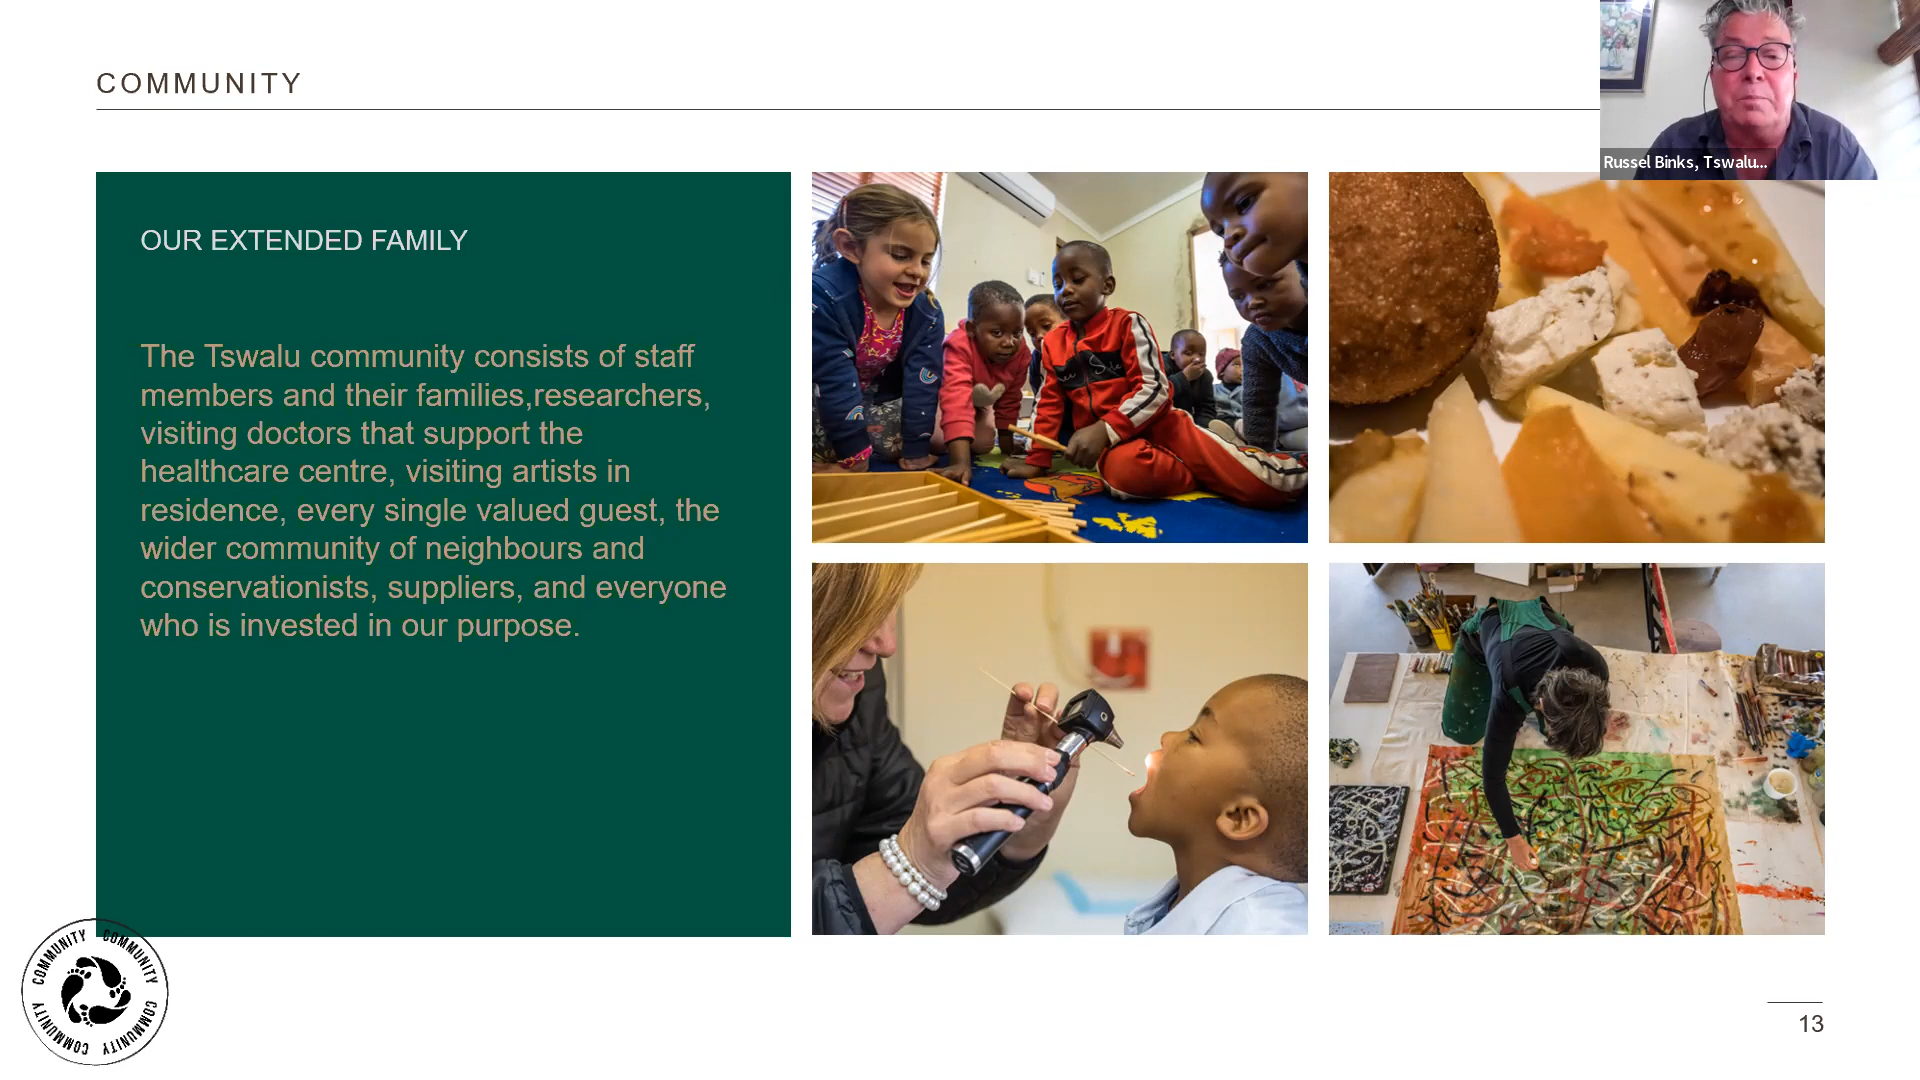 COMMUNITY
Russel Binks, Tswalu...
OUR EXTENDED FAMILY
The Tswalu community consists of staff
members and their families,researchers,
visiting doctors that support the
healthcare centre, visiting artists in
residence, every single valued guest, the
wider community of neighbours and
conservationists, suppliers, and everyone
who is invested in our purpose.
COMMUNITY COMMUNITY COMMUNITY COMMUNITY
13